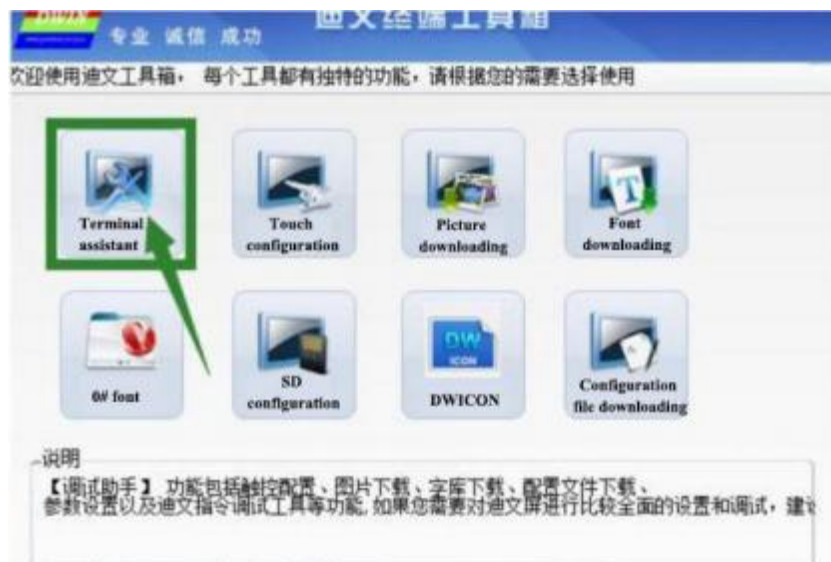 DWIN
专业 诚信 成功
迪文终端工具箱
欢迎使用迪文工具箱， 每个工具都有独特的功能，请根据您的需要选择使用
Terminal
assistant
Touch
configuration
Picture
downloading
Font
downloading
T
0# font
SD
configuration
DW
ICON
DWICON
Configuration
file downloading
说明
【调试助手】 功能包括触控配置、图片下载、字库下载、配置文件下载、
参数设置以及迪文指令调试工具等功能,如果您需要对迪文屏进行比较全面的设置和调试，建议